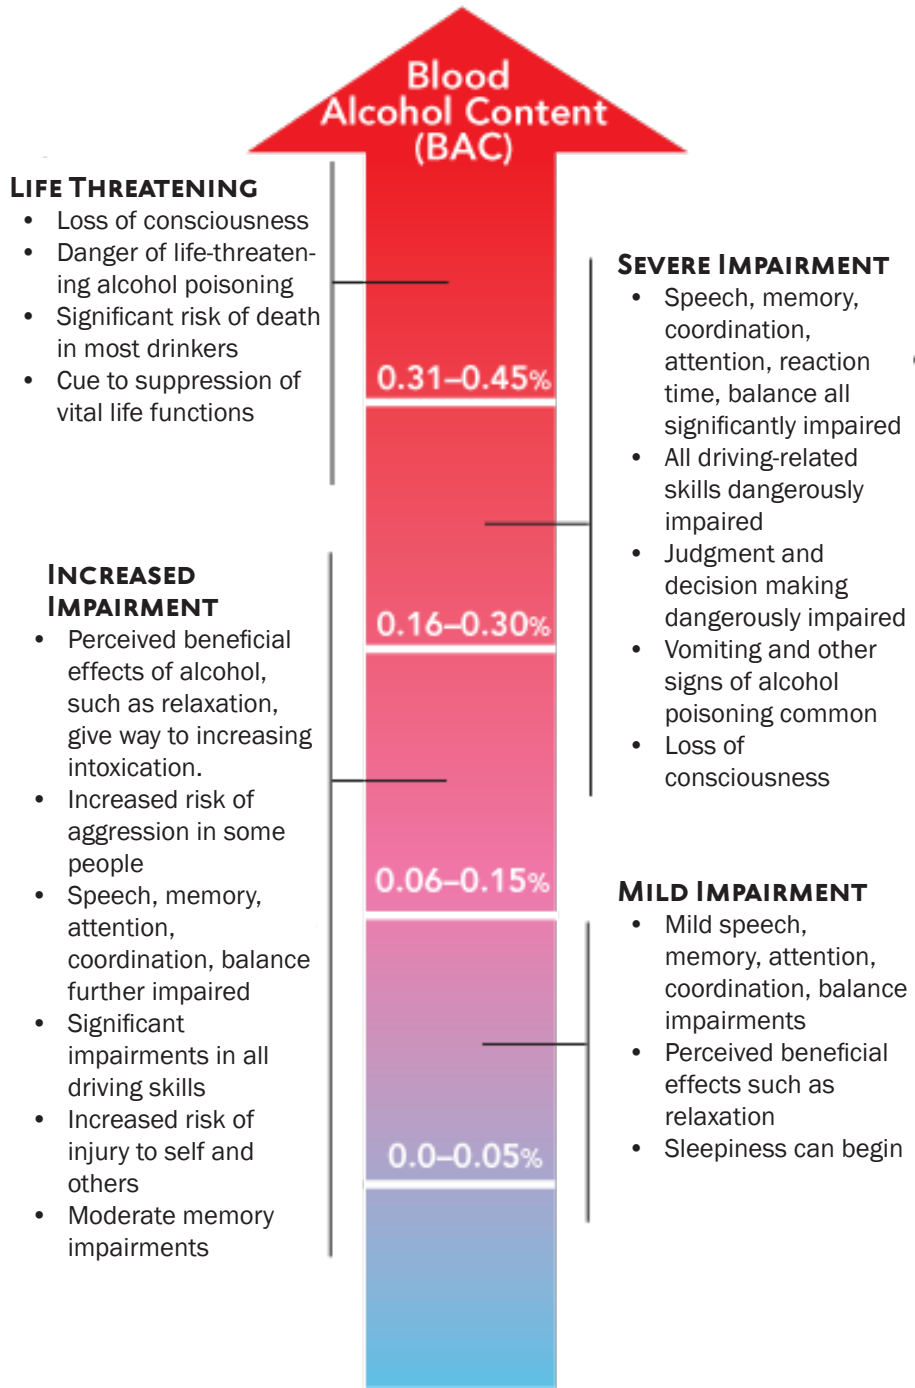 Blood
Alcohol Content
(BAC)
LIFE THREATENING
• Loss of consciousness
• Danger of life-threaten-
ing alcohol poisoning
• Significant risk of death
in most drinkers
• Cue to suppression of
vital life functions
0.31–0.45%
SEVERE IMPAIRMENT
• Speech, memory,
coordination,
attention, reaction
time, balance all
significantly impaired
• All driving-related
skills dangerously
impaired
• Judgment and
decision making
dangerously impaired
• Vomiting and other
signs of alcohol
poisoning common
• Loss of
consciousness
0.16–0.30%
INCREASED
IMPAIRMENT
• Perceived beneficial
effects of alcohol,
such as relaxation,
give way to increasing
intoxication.
• Increased risk of
aggression in some
people
• Speech, memory,
attention,
coordination, balance
further impaired
• Significant
impairments in all
driving skills
• Increased risk of
injury to self and
others
• Moderate memory
impairments
0.06–0.15%
MILD IMPAIRMENT
• Mild speech,
memory, attention,
coordination, balance
impairments
• Perceived beneficial
effects such as
relaxation
• Sleepiness can begin
0.0–0.05%